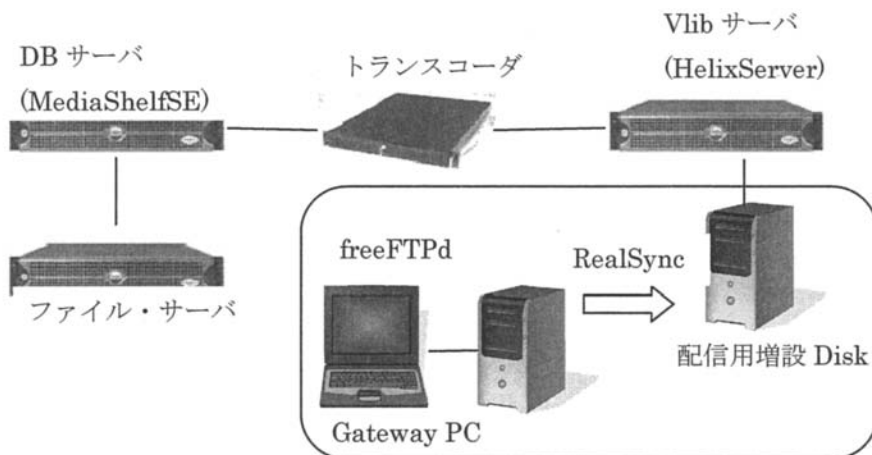 DB サーバ
(MediaShelfSE)
トランスコーダ
Vlib サーバ
(HelixServer)
ファイル・サーバ
freeFTPd
RealSync
Gateway PC
配信用増設 Disk